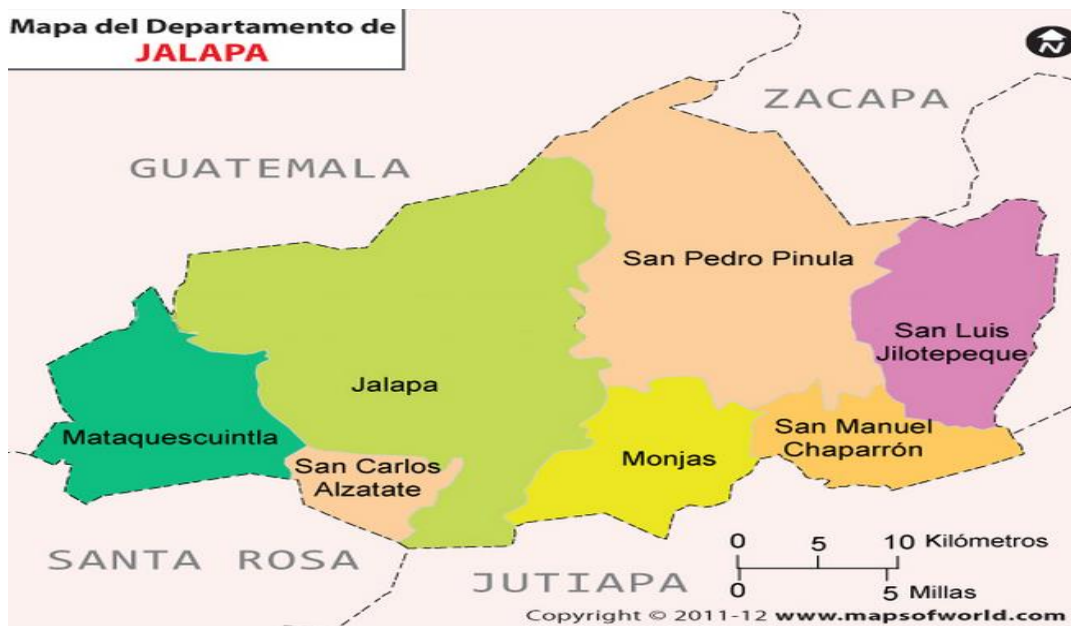 Mapa del Departamento de
JALAPA
N
ZACAPA
GUATEMALA
San Pedro Pinula
San Luis
Jilotepeque
Jalapa
Mataquescuintla
San Manuel
Chaparrón
San Carlos
Alzatate
Monjas
SANTA ROSA
JUTIAPA
0 5 10 Kilómetros
0 5 Millas
Copyright © 2011-12 www.mapsofworld.com